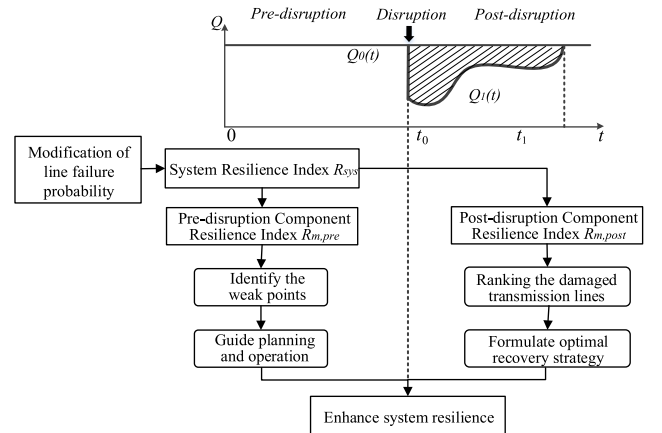 Pre-disruption Disruption Post-disruption
Q
Q0(t)
Q1(t)
0 t0 t1 t
Modification of
line failure
probability
System Resilience Index Rsys
Pre-disruption Component
Resilience Index Rm,pre
Post-disruption Component
Resilience Index Rm,post
Identify the
weak points
Ranking the damaged
transmission lines
Guide planning
and operation
Formulate optimal
recovery strategy
Enhance system resilience